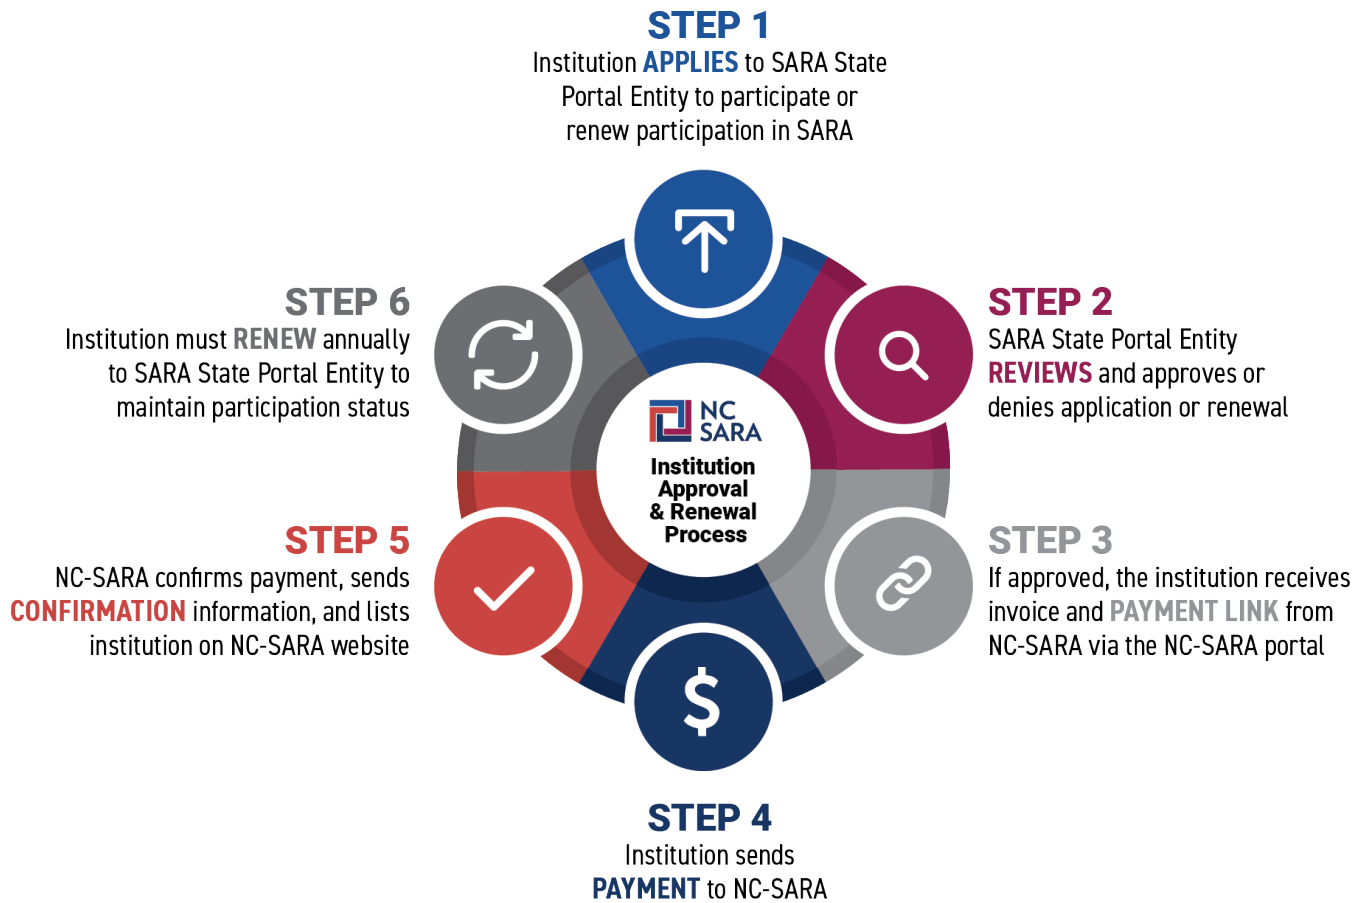 STEP 1
Institution APPLIES to SARA State
Portal Entity to participate or
renew participation in SARA
STEP 2
SARA State Portal Entity
REVIEWS and approves or
denies application or renewal
STEP 3
If approved, the institution receives
invoice and PAYMENT LINK from
NC-SARA via the NC-SARA portal
STEP 4
Institution sends
PAYMENT to NC-SARA
STEP 5
NC-SARA confirms payment, sends
CONFIRMATION information, and lists
institution on NC-SARA website
STEP 6
Institution must RENEW annually
to SARA State Portal Entity to
maintain participation status
NC
SARA
Institution
Approval
& Renewal
Process
$